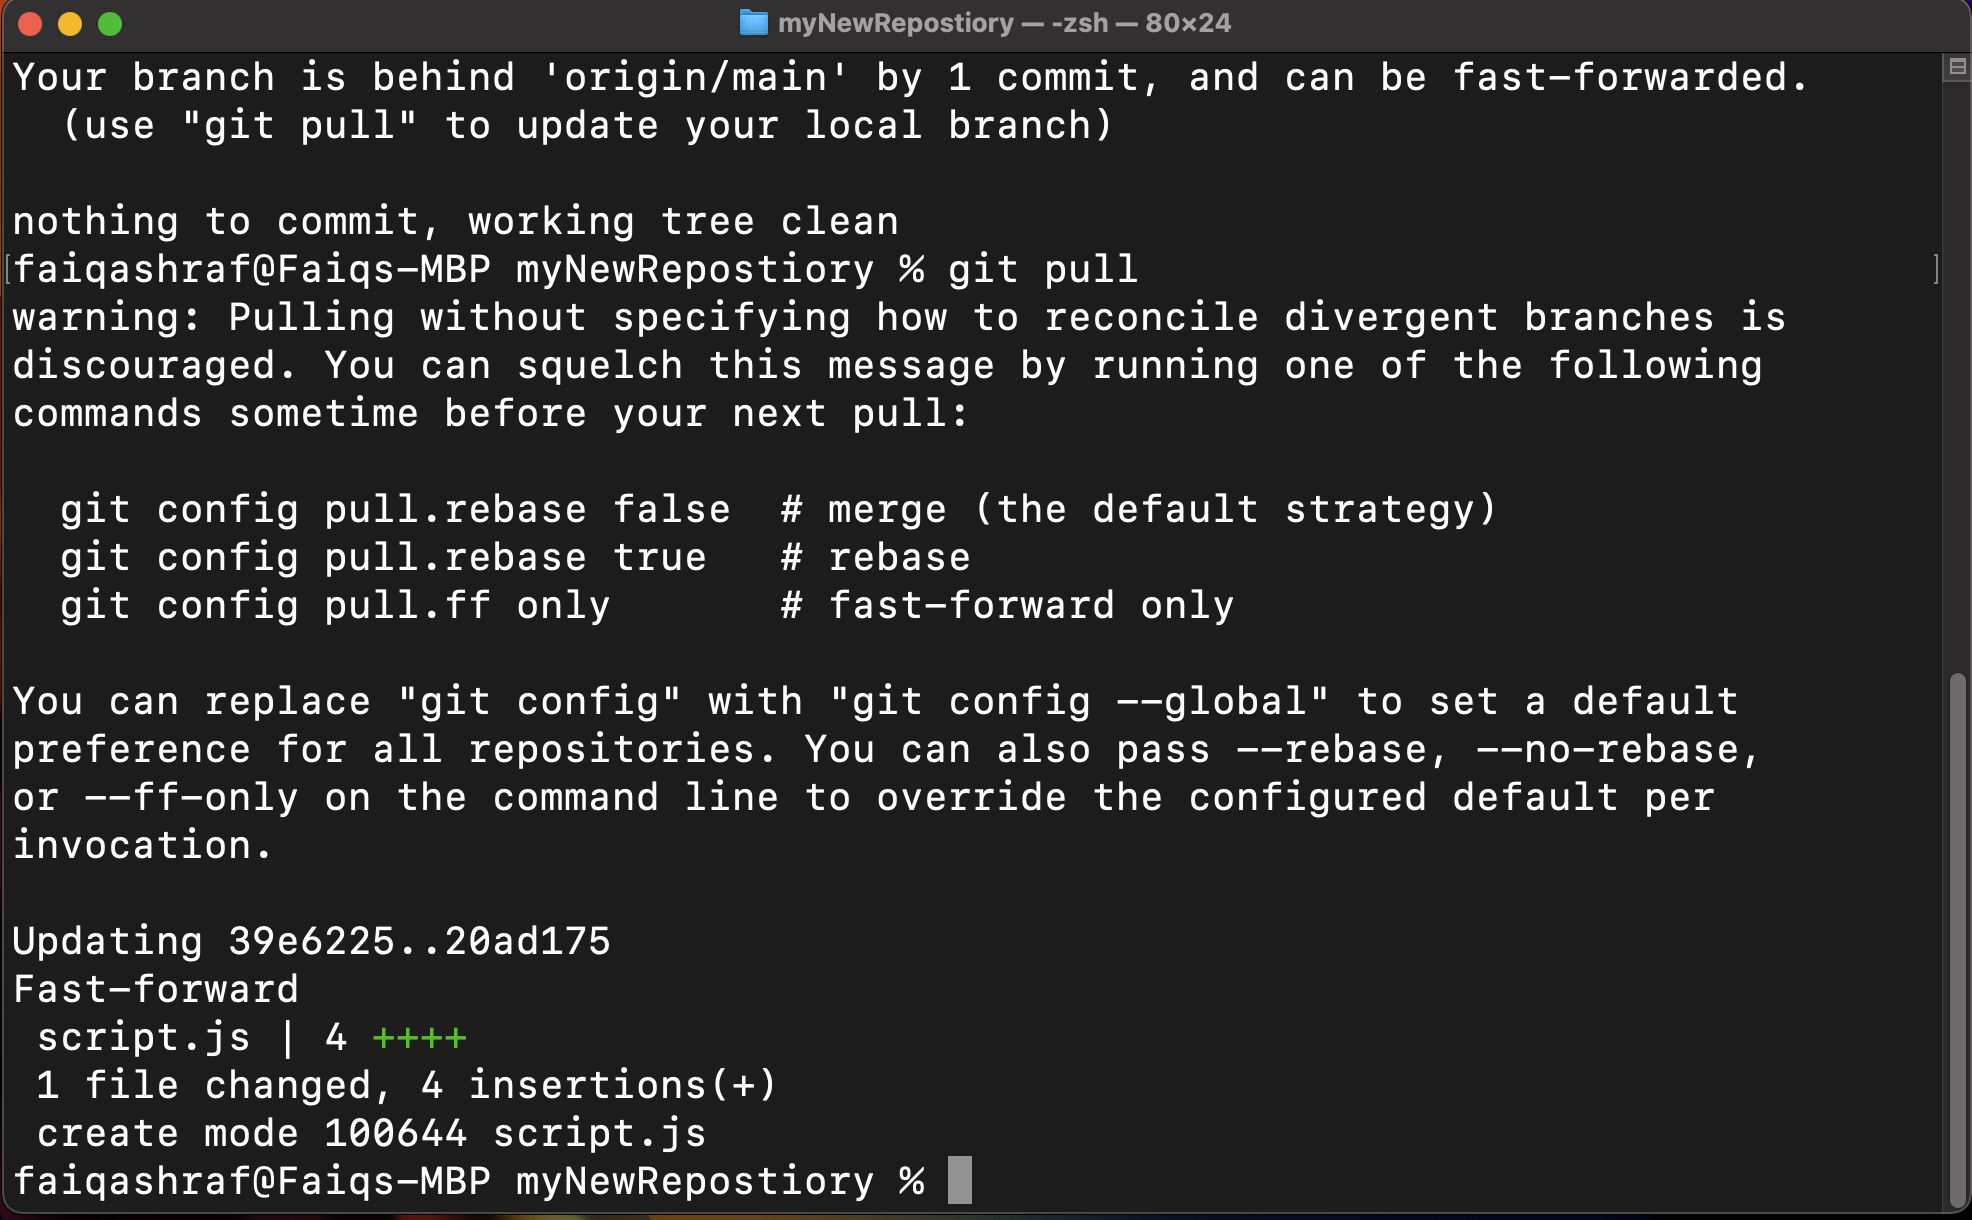 myNewRepostiory — -zsh — 80×24
Your branch is behind 'origin/main' by 1 commit, and can be fast-forwarded.
  (use "git pull" to update your local branch)

nothing to commit, working tree clean
[faiqashraf@Faiqs-MBP myNewRepostiory % git pull ]
warning: Pulling without specifying how to reconcile divergent branches is
discouraged. You can squelch this message by running one of the following
commands sometime before your next pull:

  git config pull.rebase false  # merge (the default strategy)
  git config pull.rebase true   # rebase
  git config pull.ff only       # fast-forward only

You can replace "git config" with "git config --global" to set a default
preference for all repositories. You can also pass --rebase, --no-rebase,
or --ff-only on the command line to override the configured default per
invocation.

Updating 39e6225..20ad175
Fast-forward
 script.js | 4 ++++
 1 file changed, 4 insertions(+)
 create mode 100644 script.js
faiqashraf@Faiqs-MBP myNewRepostiory %